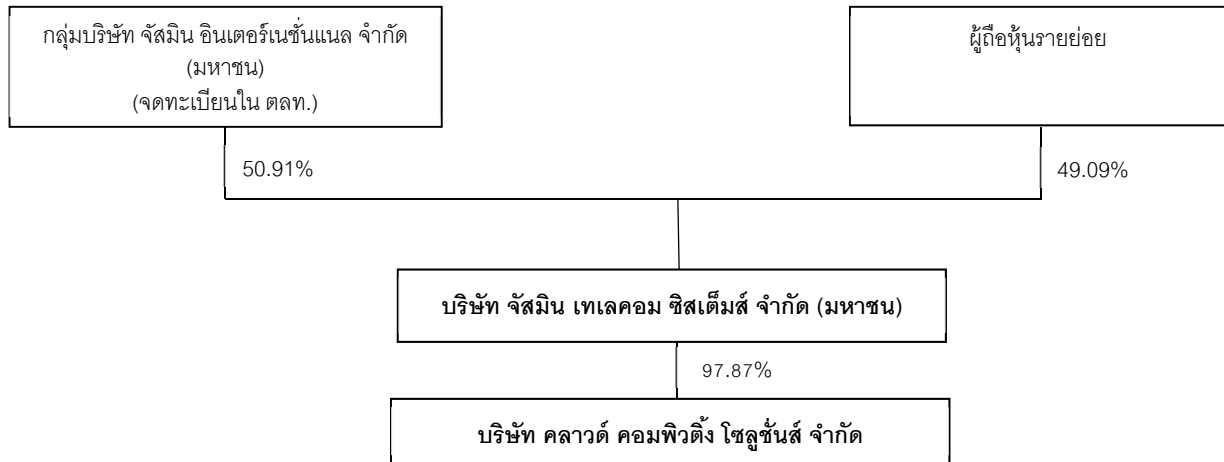 กลุ่มบริษัท จัสมิน อินเตอร์เนชั่นแนล จำกัด
(มหาชน)
(จดทะเบียนใน ตลท.)
ผู้ถือหุ้นรายย่อย
50.91%
49.09%
บริษัท จัสมิน เทเลคอม ซิสเต็มส์ จำกัด (มหาชน)
97.87%
บริษัท คลาวด์ คอมพิวติ้ง โซลูชั่นส์ จำกัด